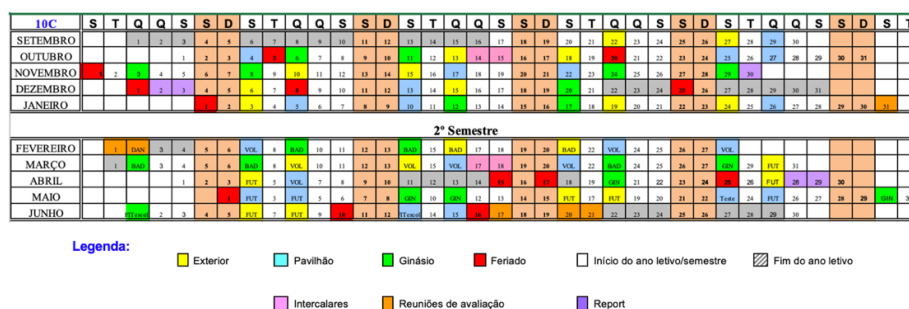 10C S T Q Q S S D S T Q Q S S D S T Q Q S S D S T Q Q S S D S T Q Q S S D S T
SETEMBRO 1 2 3 4 5 6 7 8 9 10 11 12 13 14 15 16 17 18 19 20 21 22 23 24 25 26 27 28 29 30
OUTUBRO 1 2 3 4 5 6 7 8 9 10 11 12 13 14 15 16 17 18 19 20 21 22 23 24 25 26 27 28 29 30 31
NOVEMBRO 1 2 3 4 5 6 7 8 9 10 11 12 13 14 15 16 17 18 19 20 21 22 23 24 25 26 27 28 29 30
DEZEMBRO 1 2 3 4 5 6 7 8 9 10 11 12 13 14 15 16 17 18 19 20 21 22 23 24 25 26 27 28 29 30 31
JANEIRO 1 2 3 4 5 6 7 8 9 10 11 12 13 14 15 16 17 18 19 20 21 22 23 24 25 26 27 28 29 30 31
2º Semestre
FEVEREIRO 1 DAN 3 4 5 6 VOL 8 BAD 10 11 12 13 BAD 15 BAD 17 18 19 20 BAD 22 VOL 24 25 26 27 VOL
MARÇO 1 BAD 3 4 5 6 BAD 8 VOL 10 11 12 13 VOL 15 VOL 17 18 19 20 VOL 22 BAD 24 25 26 27 GIN 29 FUT 31
ABRIL 1 2 3 FUT 5 VOL 7 8 9 10 11 12 13 14 15 16 17 18 19 GIN 21 22 23 24 25 26 FUT 28 29 30
MAIO 1 FUT 3 FUT 5 6 7 8 GIN 10 GIN 12 13 14 15 FUT 17 FUT 19 20 21 22 Teste 24 FUT 26 27 28 29 GIN 3
JUNHO FITescol 2 3 4 5 FUT 7 FUT 9 10 11 12 ITescol 14 15 16 17 18 19 20 21 22 23 24 25 26 27 28 29 30
Legenda:
Exterior Pavilhão Ginásio Feriado Início do ano letivo/semestre Fim do ano letivo
Intercalares Reuniões de avaliação Report